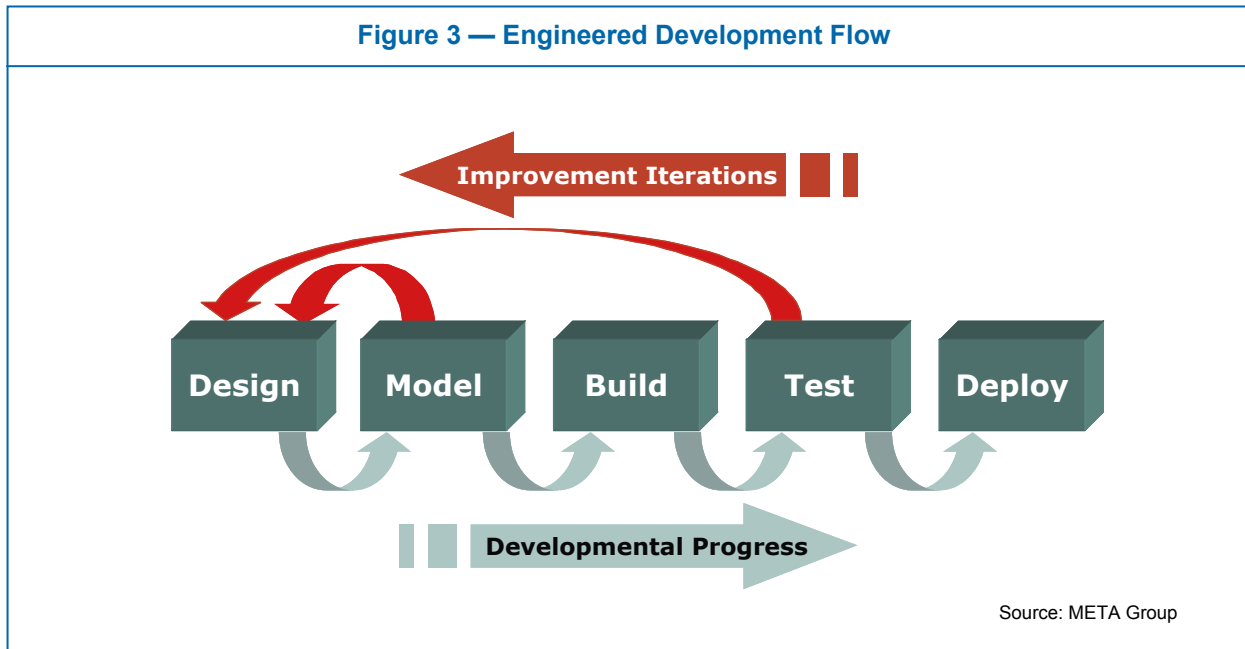 Figure 3 — Engineered Development Flow
Improvement Iterations
Design
Model
Build
Test
Deploy
Developmental Progress
Source: META Group